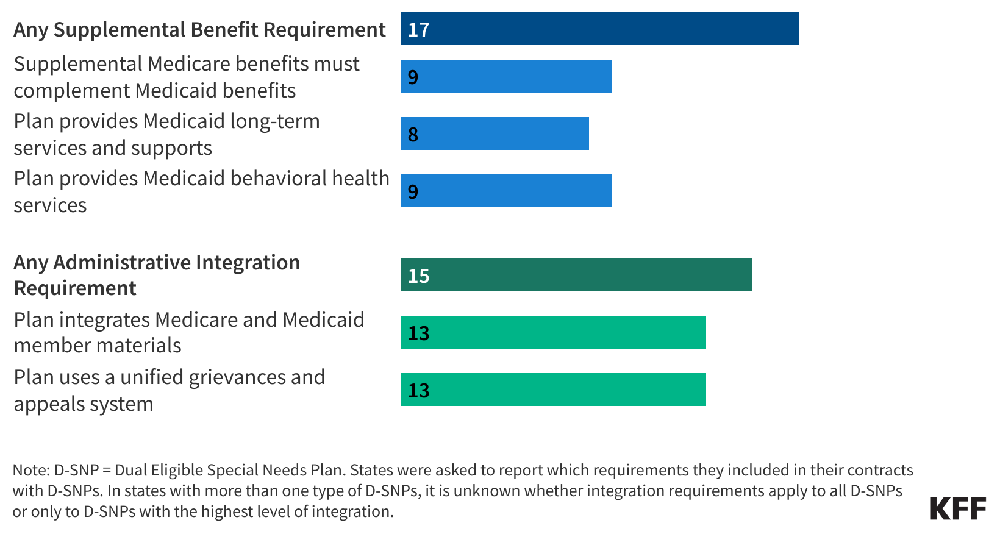 Any Supplemental Benefit Requirement
17
Supplemental Medicare benefits must
complement Medicaid benefits
9
Plan provides Medicaid long-term
services and supports
8
Plan provides Medicaid behavioral health
services
9
Any Administrative Integration
Requirement
15
Plan integrates Medicare and Medicaid
member materials
13
Plan uses a unified grievances and
appeals system
13
Note: D-SNP = Dual Eligible Special Needs Plan. States were asked to report which requirements they included in their contracts
with D-SNPs. In states with more than one type of D-SNPs, it is unknown whether integration requirements apply to all D-SNPs
or only to D-SNPs with the highest level of integration.
KFF